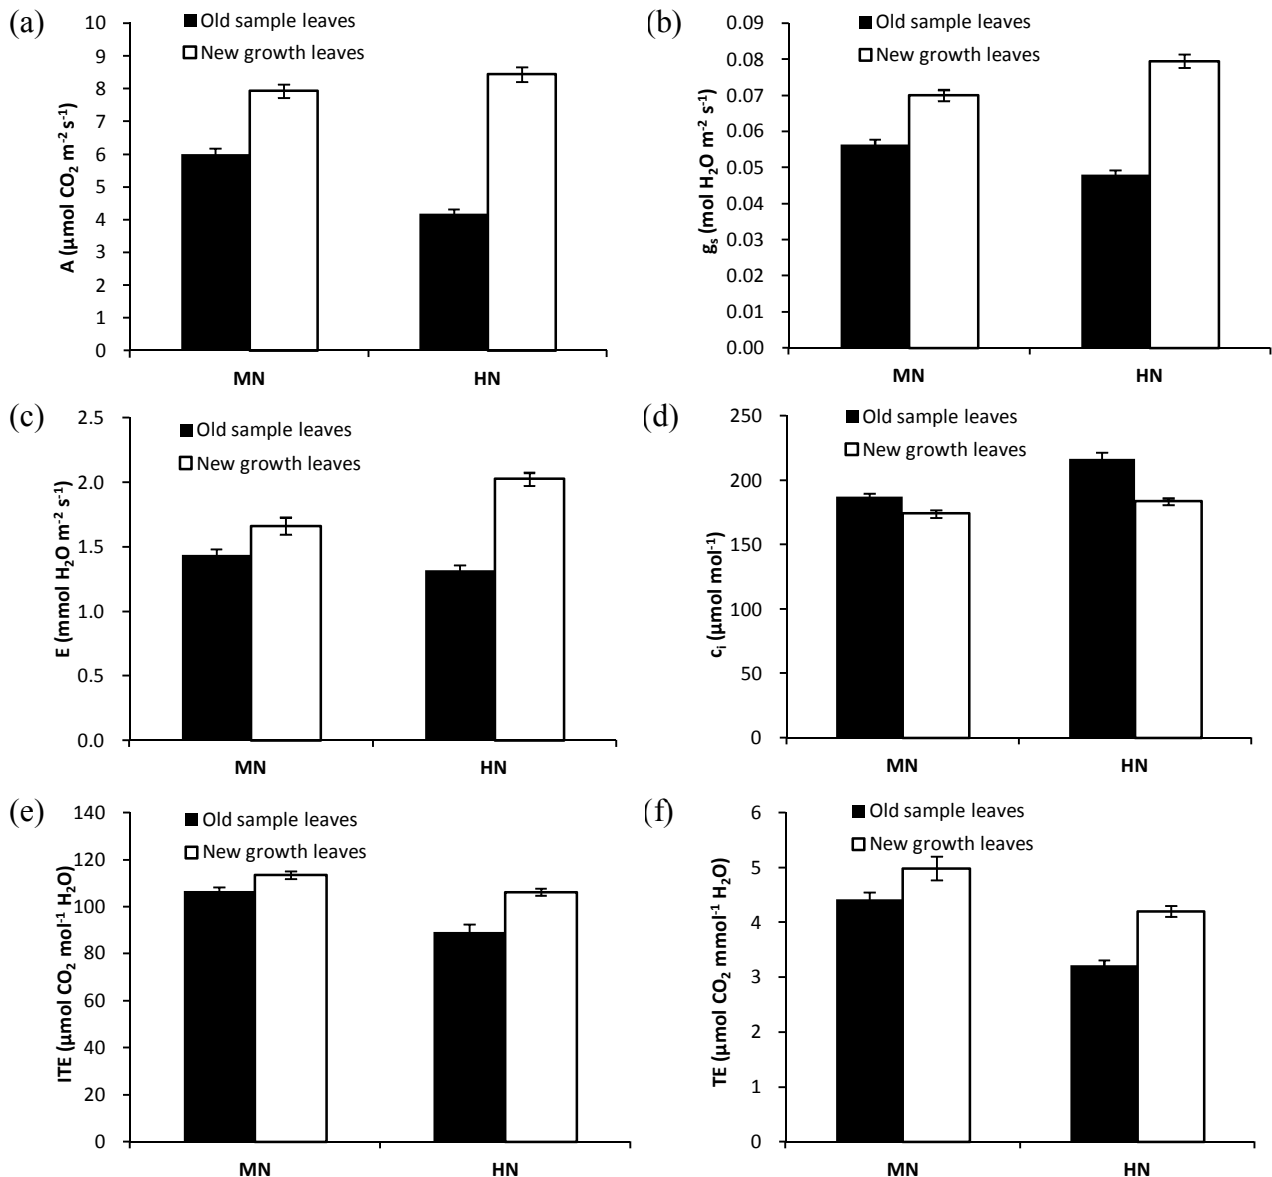 (a)
A (µmol CO₂ m⁻² s⁻¹)
10
9
8
7
6
5
4
3
2
1
0
Old sample leaves
New growth leaves
MN HN
(b)
gₛ (mol H₂O m⁻² s⁻¹)
0.09
0.08
0.07
0.06
0.05
0.04
0.03
0.02
0.01
0.00
Old sample leaves
New growth leaves
MN HN
(c)
E (mmol H₂O m⁻² s⁻¹)
2.5
2.0
1.5
1.0
0.5
0.0
Old sample leaves
New growth leaves
MN HN
(d)
cᵢ (µmol mol⁻¹)
250
200
150
100
50
0
Old sample leaves
New growth leaves
MN HN
(e)
ITE (µmol CO₂ mol⁻¹ H₂O)
140
120
100
80
60
40
20
0
Old sample leaves
New growth leaves
MN HN
(f)
TE (µmol CO₂ mmol⁻¹ H₂O)
6
5
4
3
2
1
0
Old sample leaves
New growth leaves
MN HN